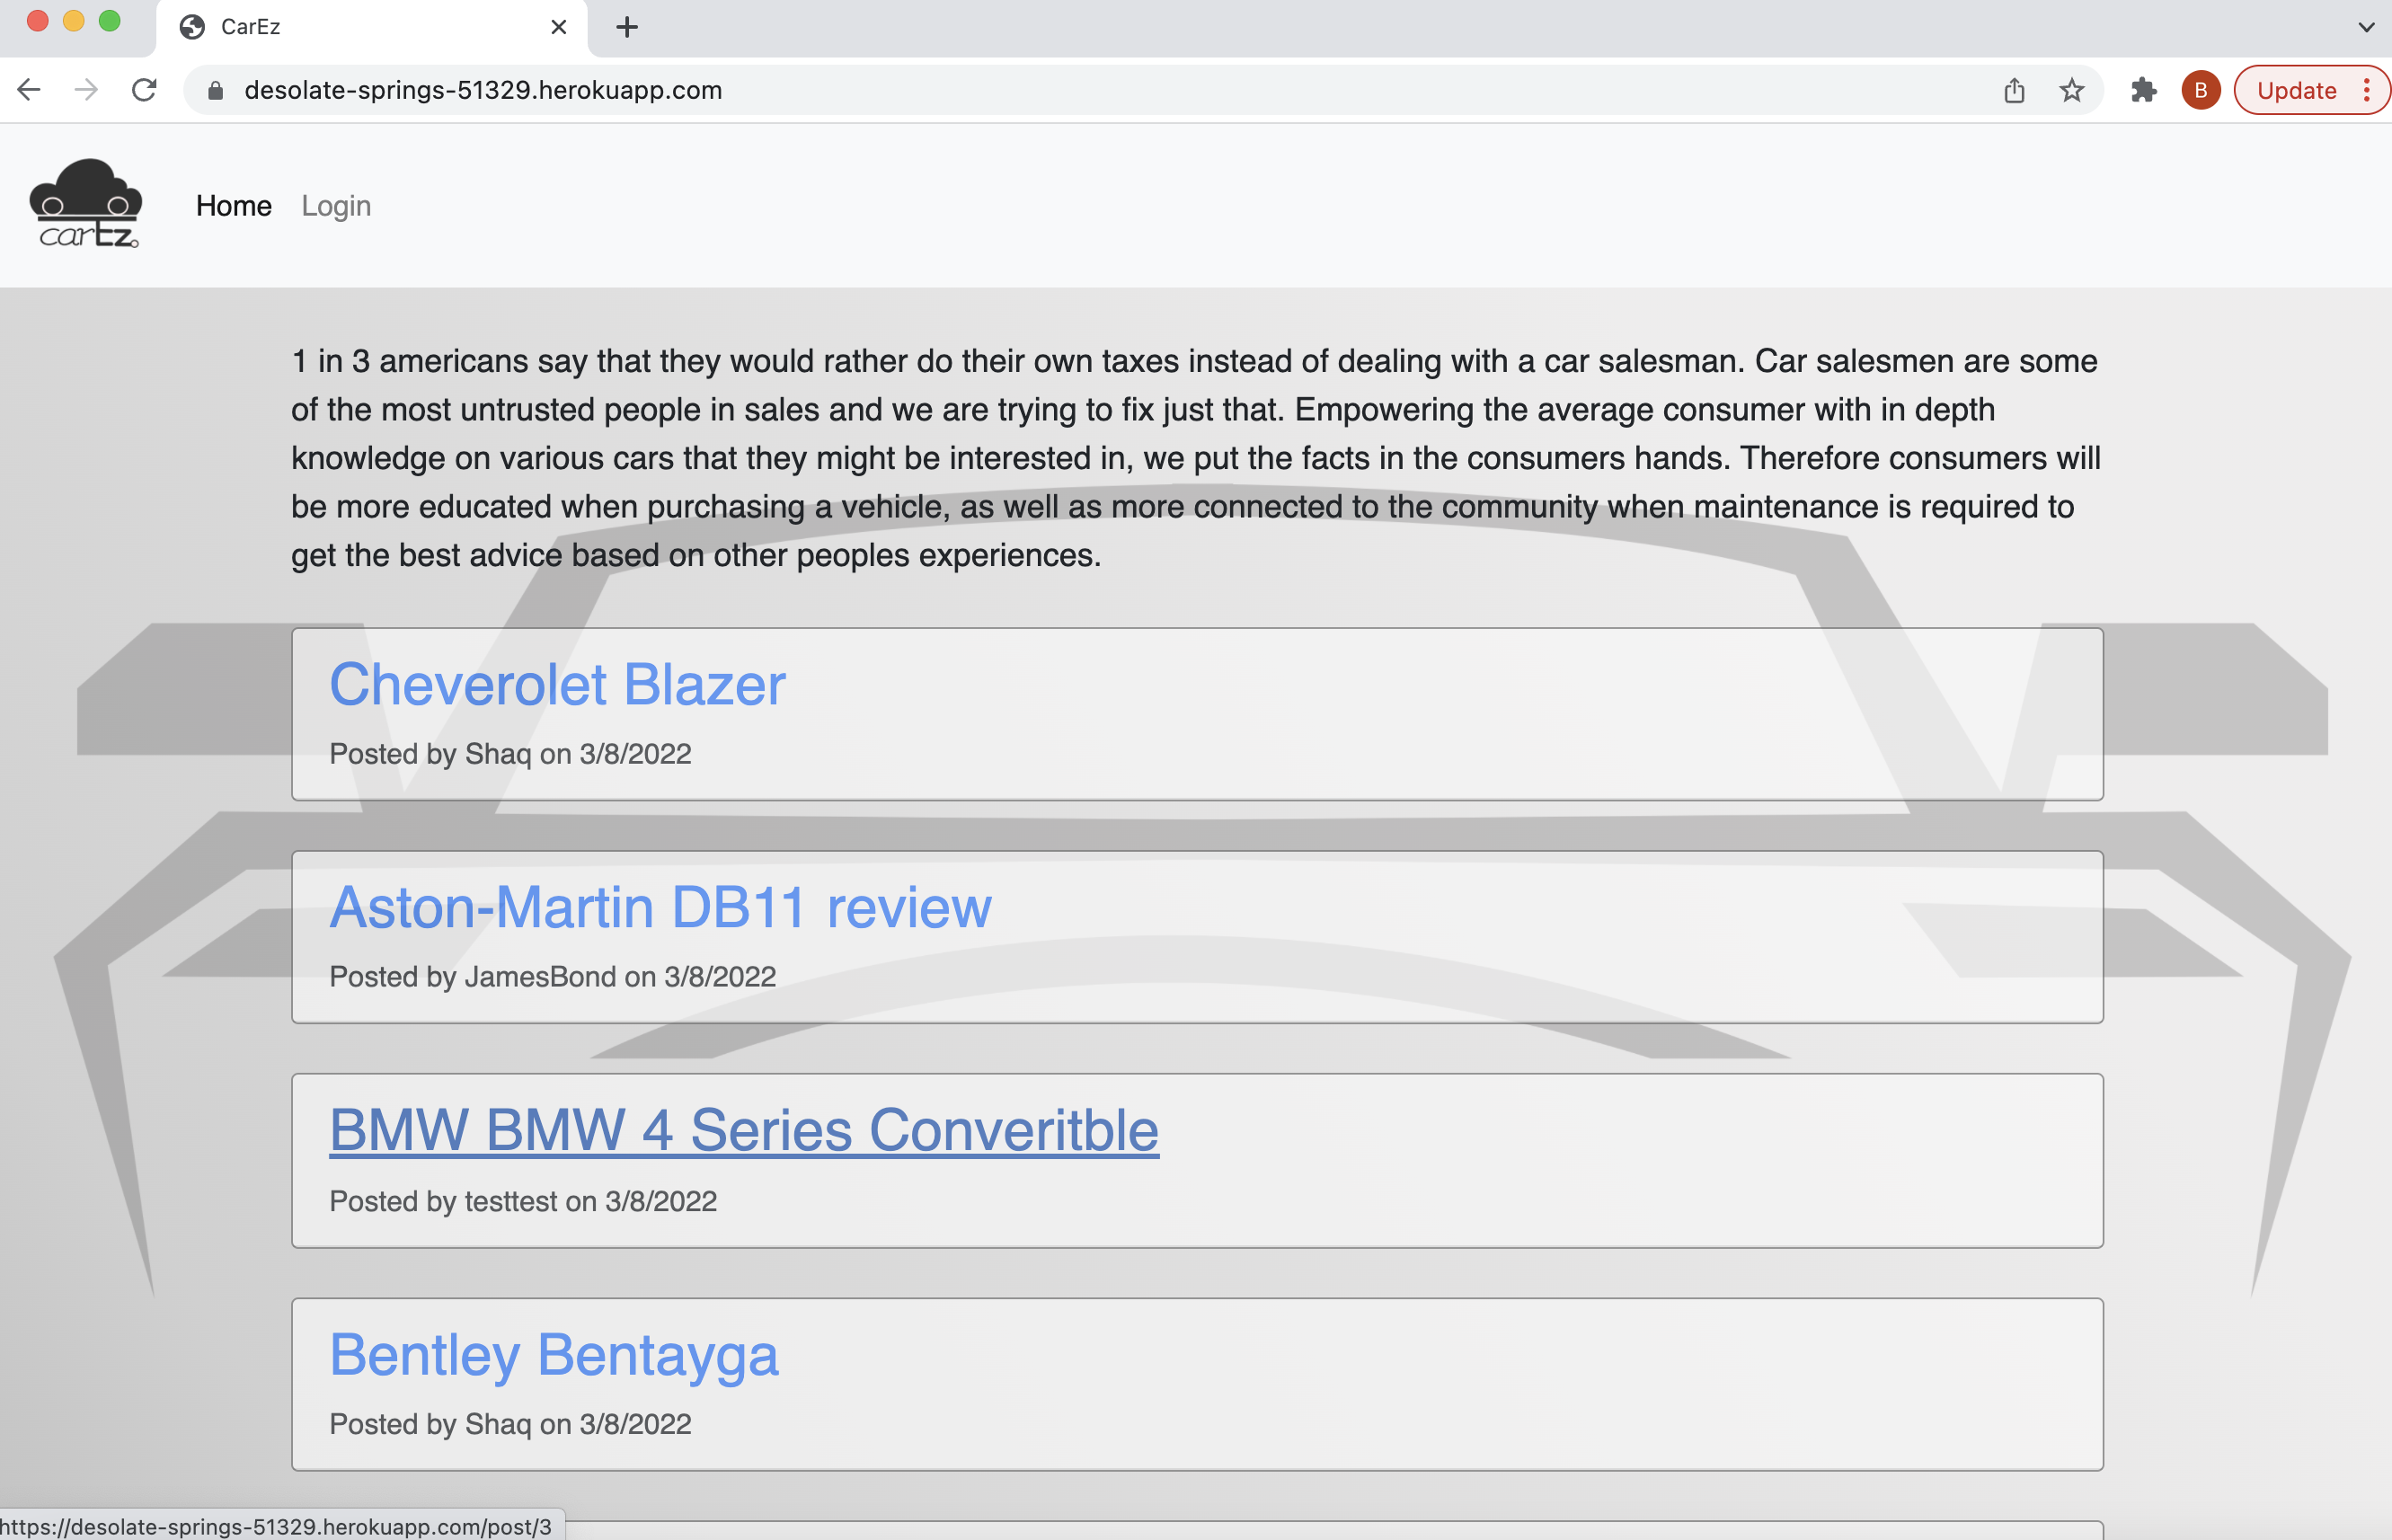 CarEz
desolate-springs-51329.herokuapp.com
B
Update
carEz
Home
Login
1 in 3 americans say that they would rather do their own taxes instead of dealing with a car salesman. Car salesmen are some
of the most untrusted people in sales and we are trying to fix just that. Empowering the average consumer with in depth
knowledge on various cars that they might be interested in, we put the facts in the consumers hands. Therefore consumers will
be more educated when purchasing a vehicle, as well as more connected to the community when maintenance is required to
get the best advice based on other peoples experiences.
Cheverolet Blazer
Posted by Shaq on 3/8/2022
Aston-Martin DB11 review
Posted by JamesBond on 3/8/2022
BMW BMW 4 Series Converitble
Posted by testtest on 3/8/2022
Bentley Bentayga
Posted by Shaq on 3/8/2022
https://desolate-springs-51329.herokuapp.com/post/3